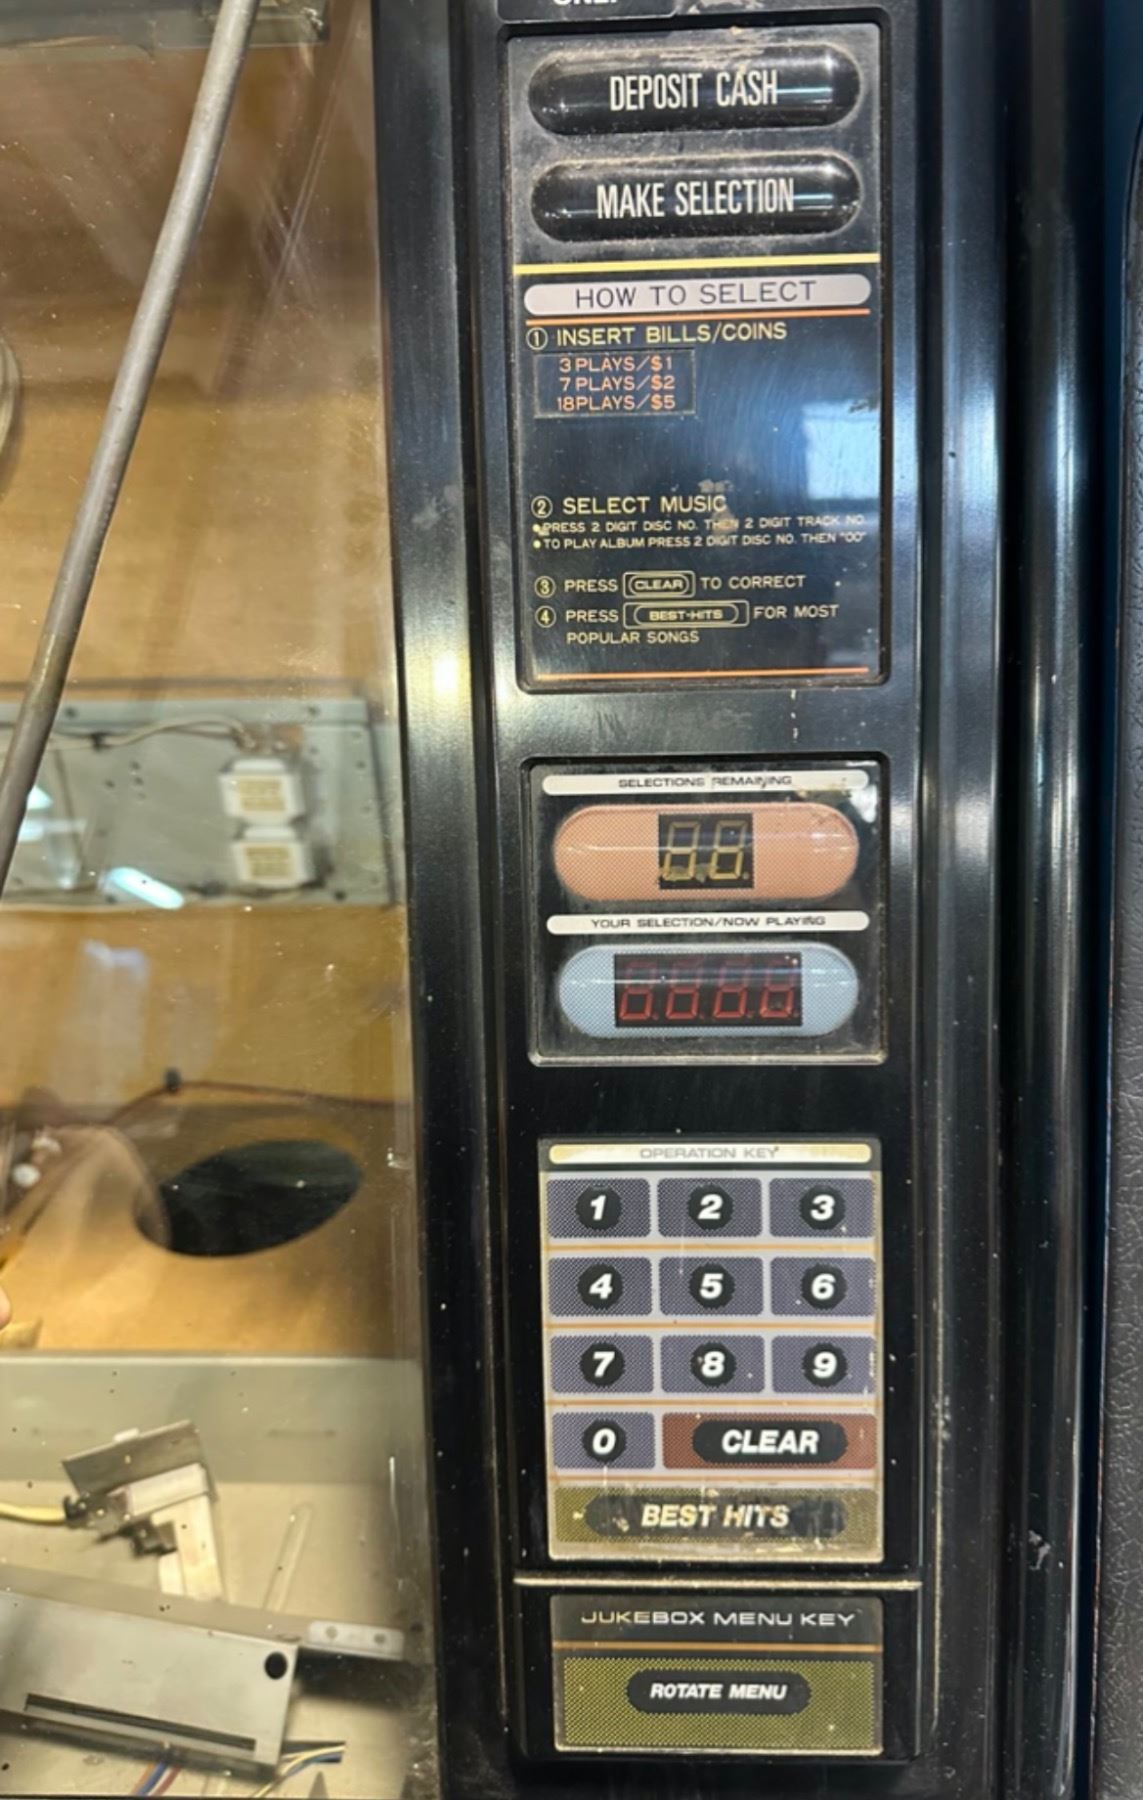 ONLY
DEPOSIT CASH
MAKE SELECTION
HOW TO SELECT
① INSERT BILLS/COINS
3 PLAYS/$1
7 PLAYS/$2
18PLAYS/$5
② SELECT MUSIC
•PRESS 2 DIGIT DISC NO. THEN 2 DIGIT TRACK NO.
•TO PLAY ALBUM PRESS 2 DIGIT DISC NO. THEN "00"
③ PRESS CLEAR TO CORRECT
④ PRESS BEST-HITS FOR MOST
POPULAR SONGS
SELECTIONS REMAINING
YOUR SELECTION/NOW PLAYING
OPERATION KEY
1 2 3
4 5 6
7 8 9
0 CLEAR
BEST HITS
JUKEBOX MENU KEY
ROTATE MENU